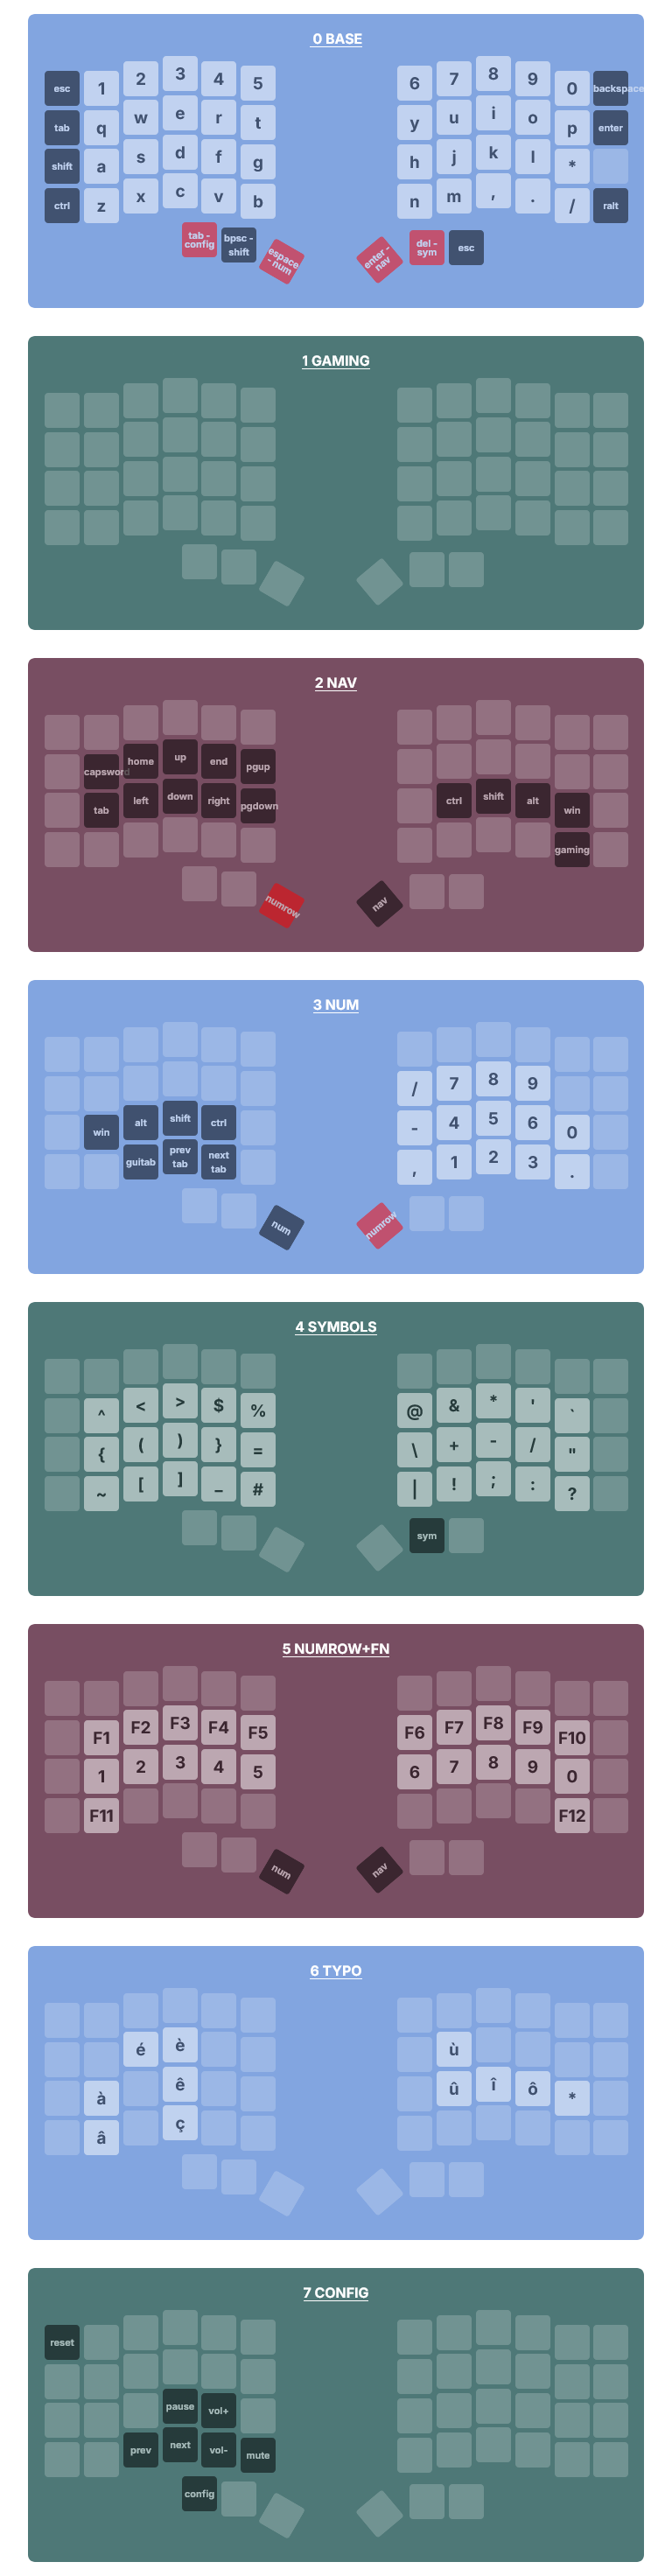 0 BASE
esc 1 2 3 4 5 6 7 8 9 0 backspace
tab q w e r t y u i o p enter
shift a s d f g h j k l *
ctrl z x c v b n m , . / ralt
tab - config bpsc - shift espace - num enter - nav del - sym esc
1 GAMING
2 NAV
capsword home up end pgup
tab left down right pgdown ctrl shift alt win
gaming
numrow nav
3 NUM
/ 7 8 9
win alt shift ctrl - 4 5 6 0
guitab prev tab next tab , 1 2 3 .
num numrow
4 SYMBOLS
^ < > $ % @ & * ' `
{ ( ) } = \ + - / "
~ [ ] _ # | ! ; : ?
sym
5 NUMROW+FN
F1 F2 F3 F4 F5 F6 F7 F8 F9 F10
1 2 3 4 5 6 7 8 9 0
F11 F12
num nav
6 TYPO
é è ù
à ê û î ô *
â ç
7 CONFIG
reset
pause vol+
prev next vol- mute
config